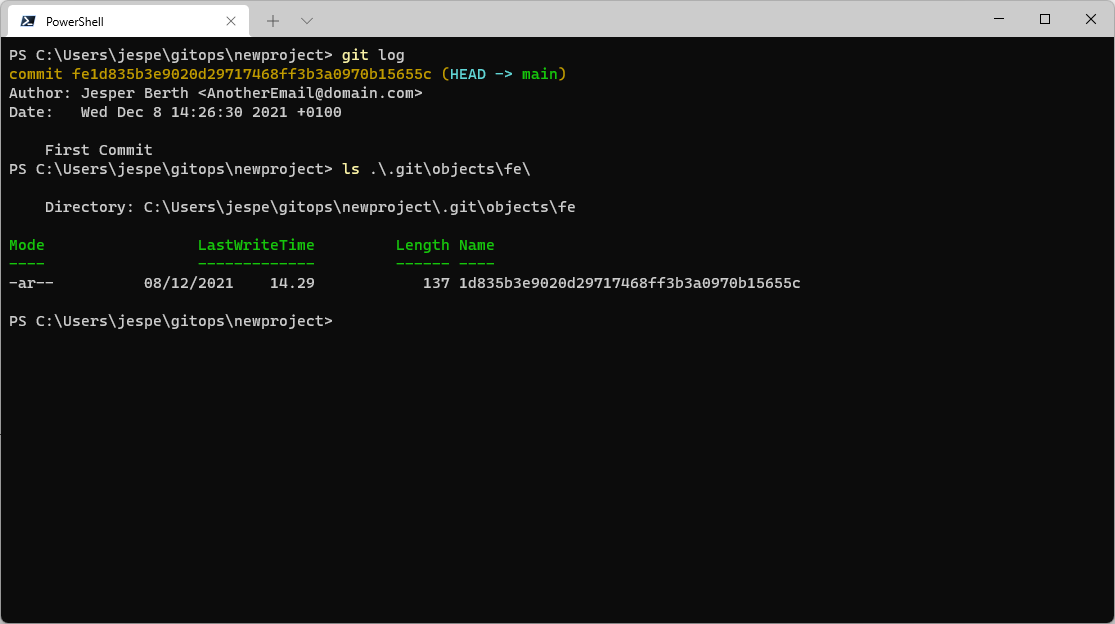 PowerShell
PS C:\Users\jespe\gitops\newproject> git log
commit fe1d835b3e9020d29717468ff3b3a0970b15655c (HEAD -> main)
Author: Jesper Berth <AnotherEmail@domain.com>
Date:   Wed Dec 8 14:26:30 2021 +0100
    First Commit
PS C:\Users\jespe\gitops\newproject> ls .\.git\objects\fe\
    Directory: C:\Users\jespe\gitops\newproject\.git\objects\fe
Mode                 LastWriteTime         Length Name
----                 -------------         ------ ----
-ar--          08/12/2021    14.29            137 1d835b3e9020d29717468ff3b3a0970b15655c
PS C:\Users\jespe\gitops\newproject>